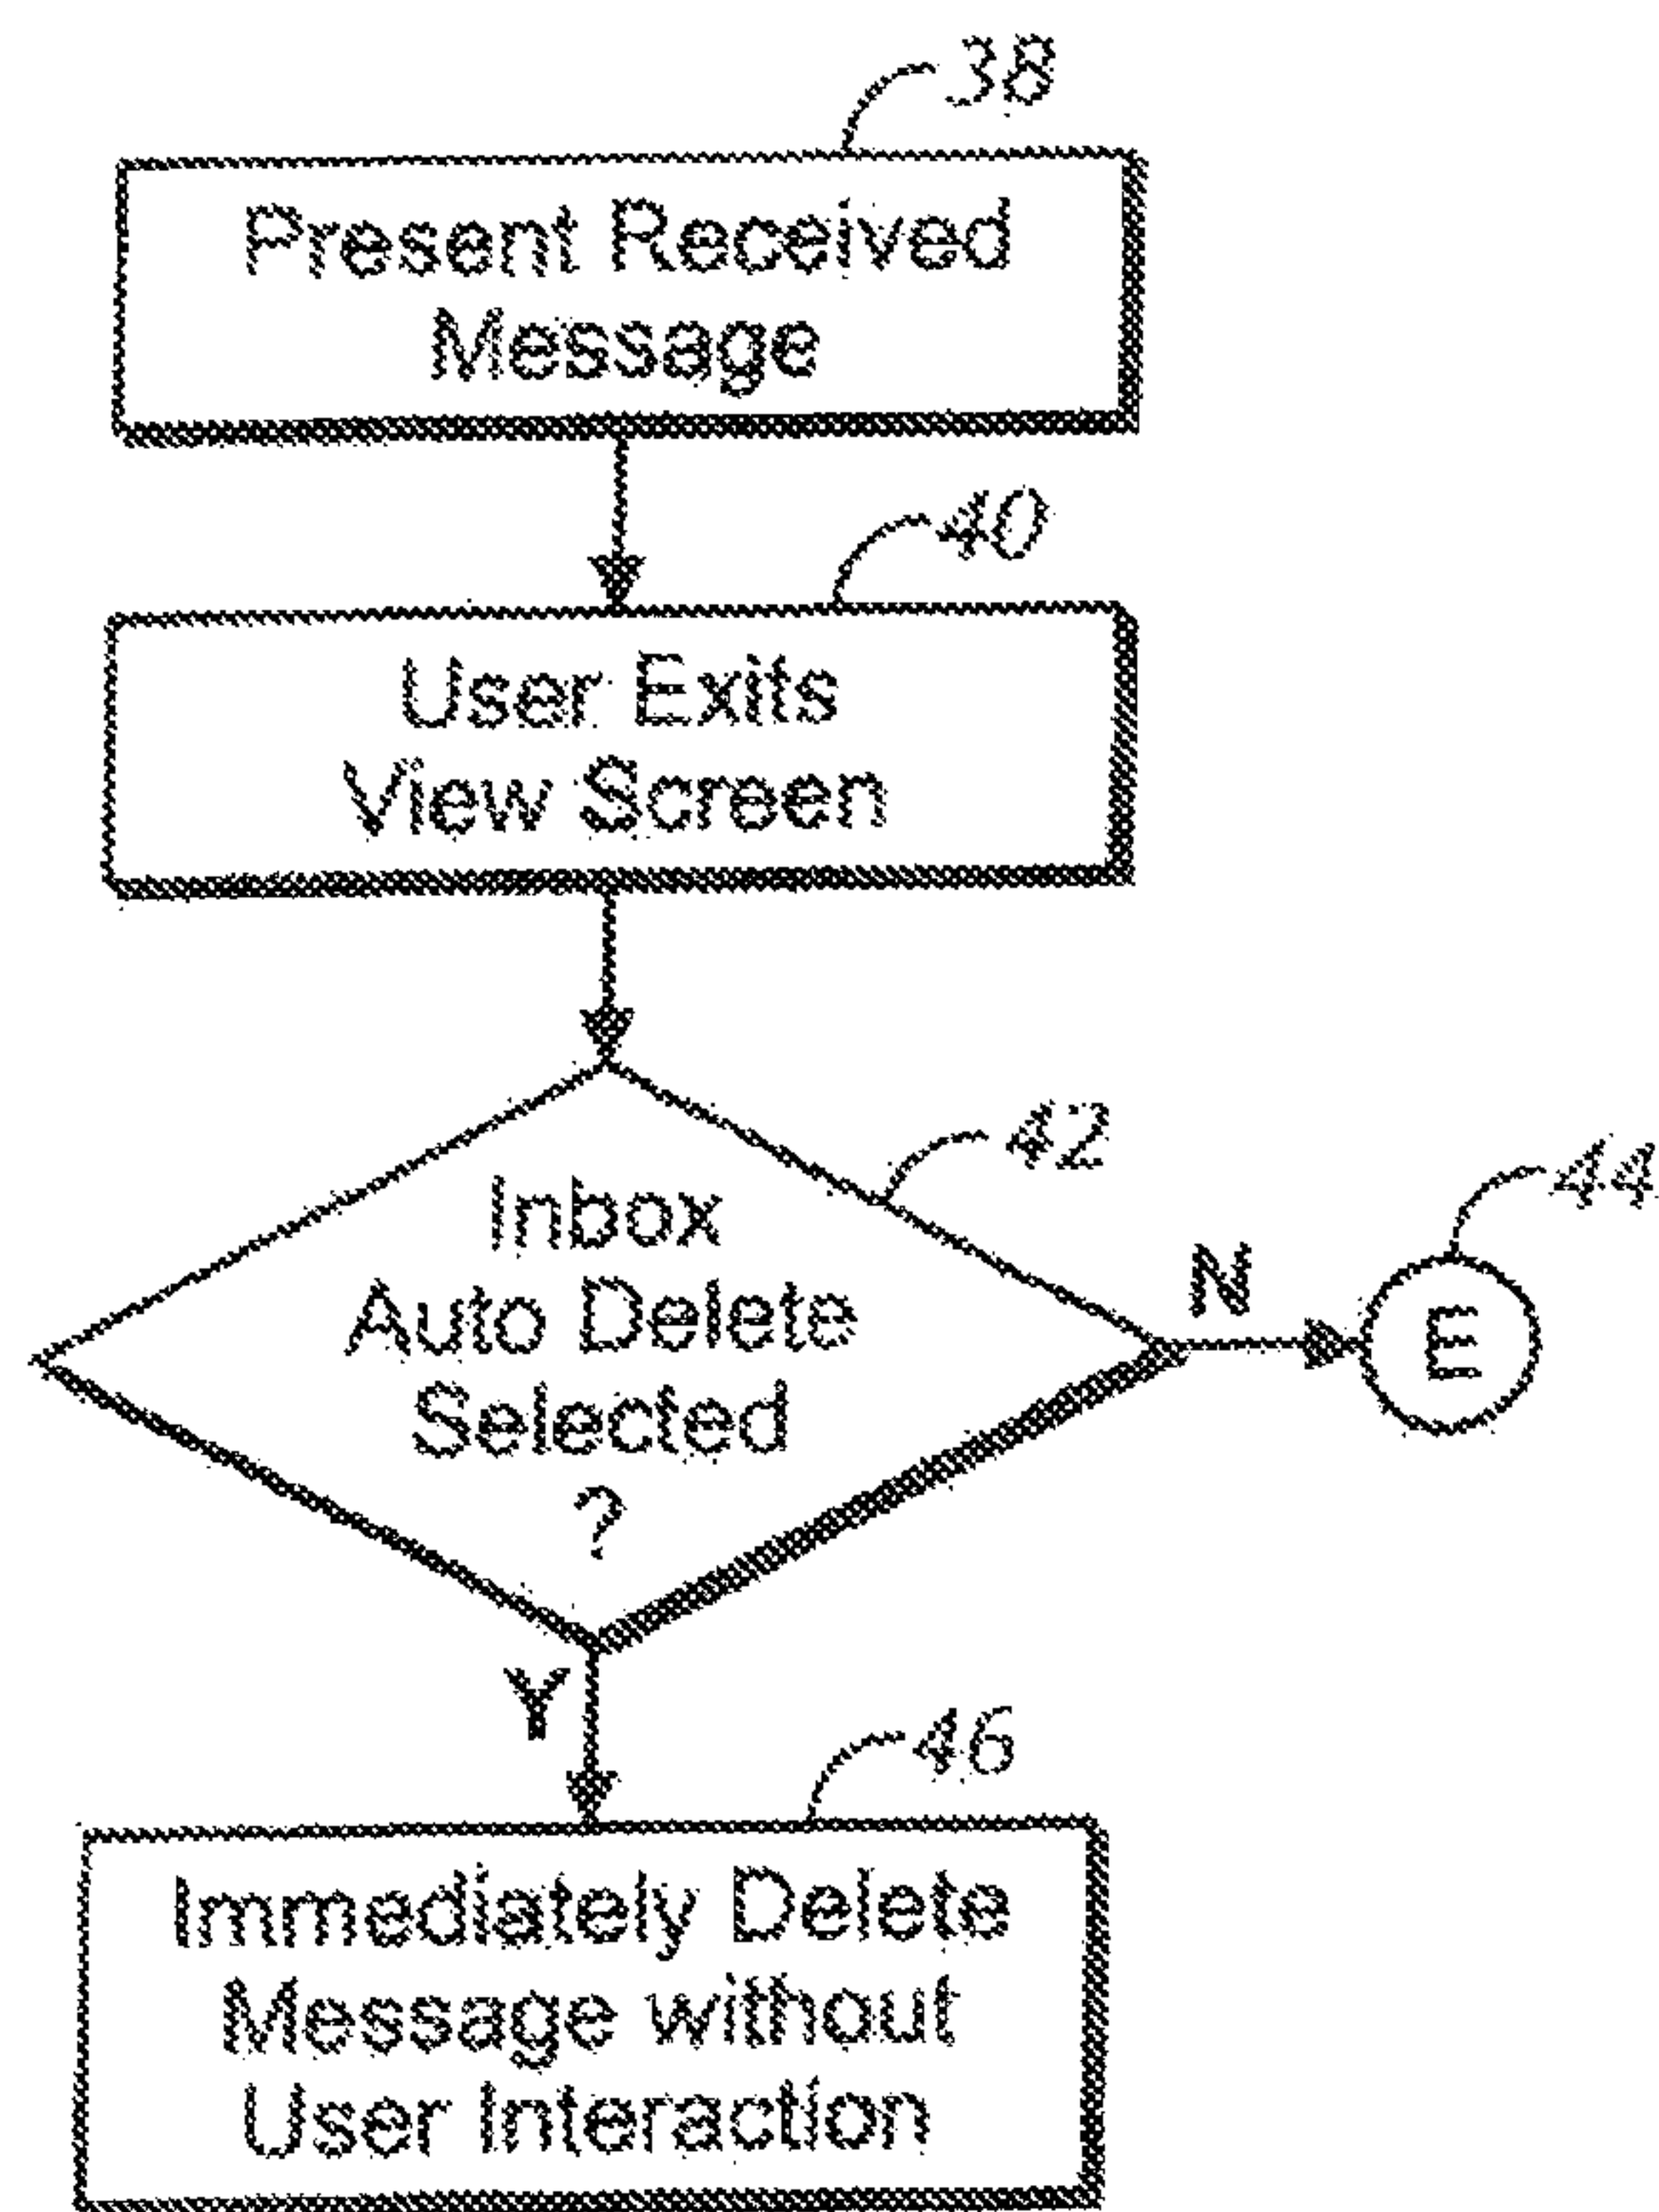 38
Present Received
Message
40
User Exits
View Screen
42
Inbox
Auto Delete
Selected
?
N
44
E
Y
46
Immediately Delete
Message without
User Interaction